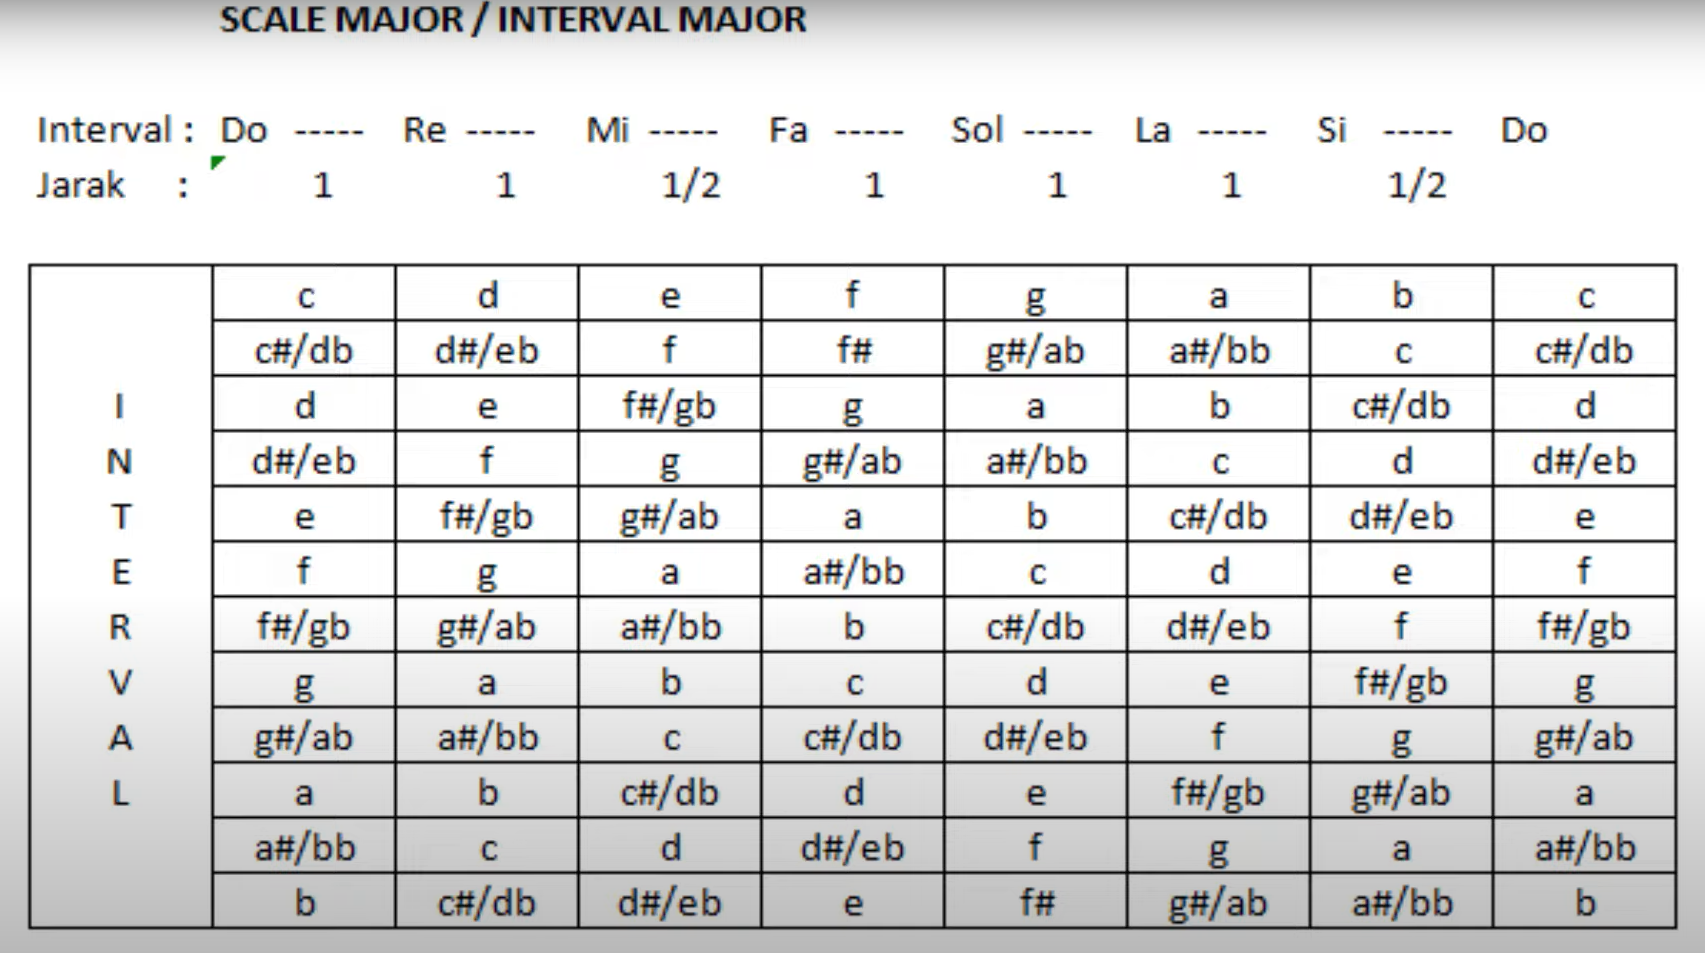 SCALE MAJOR / INTERVAL MAJOR
Interval : Do ----- Re ----- Mi ----- Fa ----- Sol ----- La ----- Si ----- Do
Jarak : 1 1 1/2 1 1 1 1/2
c d e f g a b c
c#/db d#/eb f f# g#/ab a#/bb c c#/db
I d e f#/gb g a b c#/db d
N d#/eb f g g#/ab a#/bb c d d#/eb
T e f#/gb g#/ab a b c#/db d#/eb e
E f g a a#/bb c d e f
R f#/gb g#/ab a#/bb b c#/db d#/eb f f#/gb
V g a b c d e f#/gb g
A g#/ab a#/bb c c#/db d#/eb f g g#/ab
L a b c#/db d e f#/gb g#/ab a
a#/bb c d d#/eb f g a a#/bb
b c#/db d#/eb e f# g#/ab a#/bb b